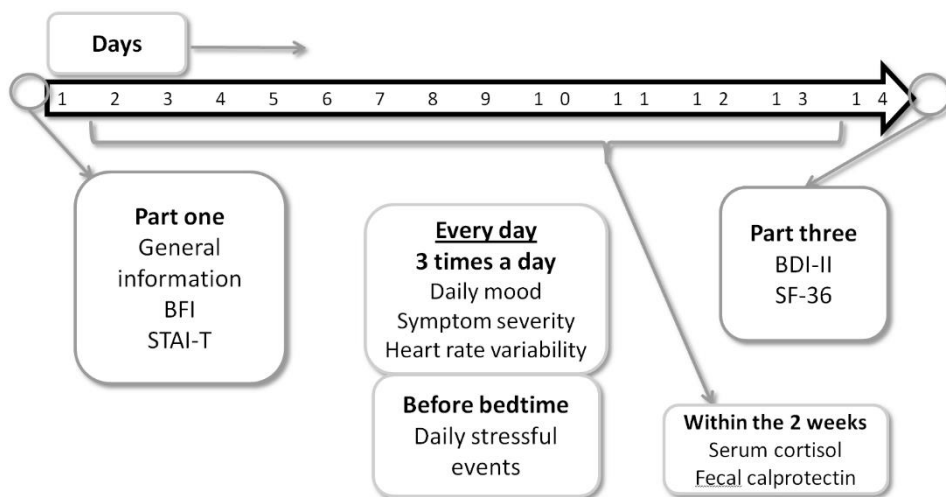 Days
1 2 3 4 5 6 7 8 9 1 0 1 1 1 2 1 3 1 4
Part one
General
information
BFI
STAI-T
Every day
3 times a day
Daily mood
Symptom severity
Heart rate variability
Before bedtime
Daily stressful
events
Part three
BDI-II
SF-36
Within the 2 weeks
Serum cortisol
Fecal calprotectin